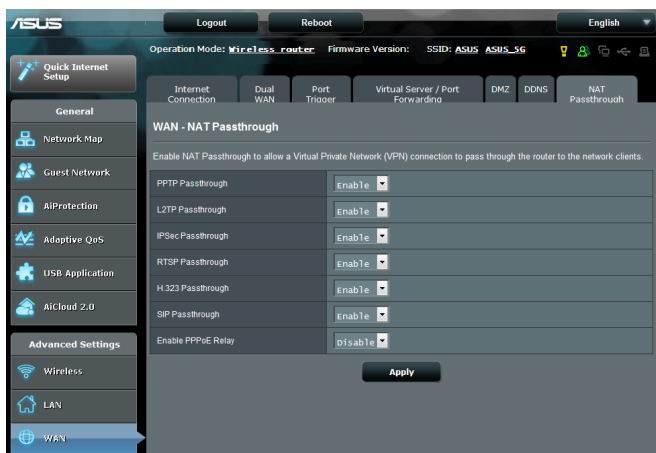 ASUS
Logout
Reboot
English
Operation Mode: Wireless router Firmware Version: SSID: ASUS ASUS_5G
Quick Internet
Setup
General
Network Map
Guest Network
AiProtection
Adaptive QoS
USB Application
AiCloud 2.0
Advanced Settings
Wireless
LAN
WAN
Internet
Connection
Dual
WAN
Port
Trigger
Virtual Server / Port
Forwarding
DMZ
DDNS
NAT
Passthrough
WAN - NAT Passthrough
Enable NAT Passthrough to allow a Virtual Private Network (VPN) connection to pass through the router to the network clients.
PPTP Passthrough Enable
L2TP Passthrough Enable
IPSec Passthrough Enable
RTSP Passthrough Enable
H.323 Passthrough Enable
SIP Passthrough Enable
Enable PPPoE Relay Disable
Apply